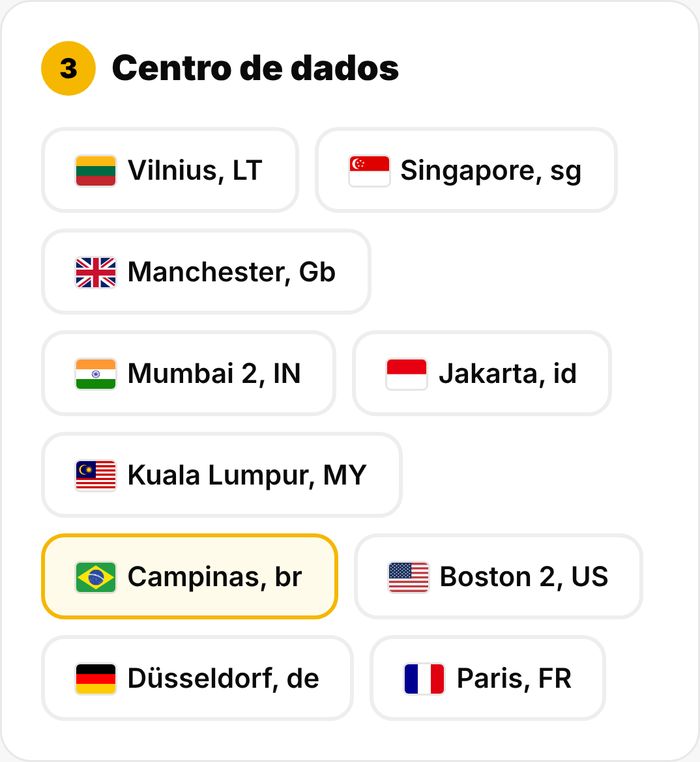 3 Centro de dados
Vilnius, LT
Singapore, sg
Manchester, Gb
Mumbai 2, IN
Jakarta, id
Kuala Lumpur, MY
Campinas, br
Boston 2, US
Düsseldorf, de
Paris, FR